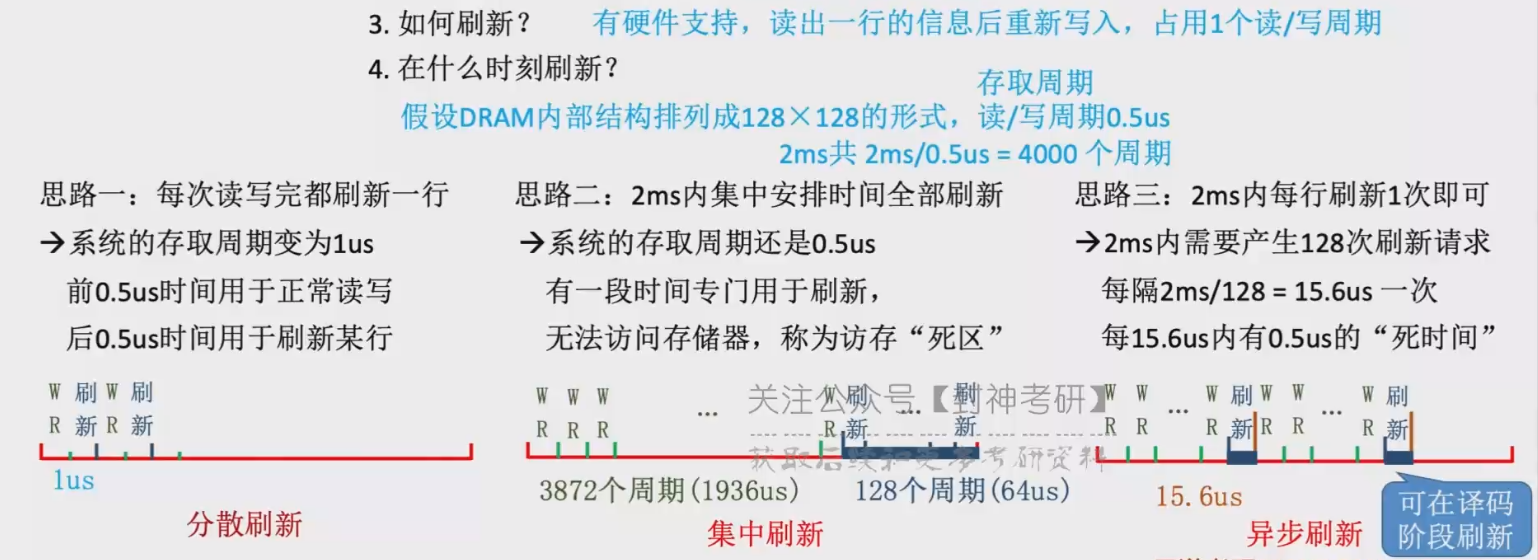 3. 如何刷新？ 有硬件支持，读出一行的信息后重新写入，占用1个读/写周期
4. 在什么时刻刷新？
存取周期
假设DRAM内部结构排列成128×128的形式，读/写周期0.5us
2ms共 2ms/0.5us = 4000 个周期
思路一：每次读写完都刷新一行
→系统的存取周期变为1us
前0.5us时间用于正常读写
后0.5us时间用于刷新某行
W 刷 W 刷
R 新 R 新
1us
分散刷新
思路二：2ms内集中安排时间全部刷新
→系统的存取周期还是0.5us
有一段时间专门用于刷新，
无法访问存储器，称为访存“死区”
W W W ... W 刷 ... 刷
R R R R 新 新
3872个周期(1936us) 128个周期(64us)
集中刷新
思路三：2ms内每行刷新1次即可
→2ms内需要产生128次刷新请求
每隔2ms/128 = 15.6us 一次
每15.6us内有0.5us的“死时间”
W W ... W 刷 W W ... W 刷
R R R 新 R R R 新
15.6us
异步刷新
可在译码
阶段刷新
关注公众号【封神考研】
获取后续和更多考研资料